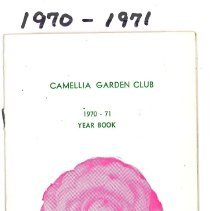 1970 - 1971
CAMELLIA GARDEN CLUB
1970 - 71
YEAR BOOK